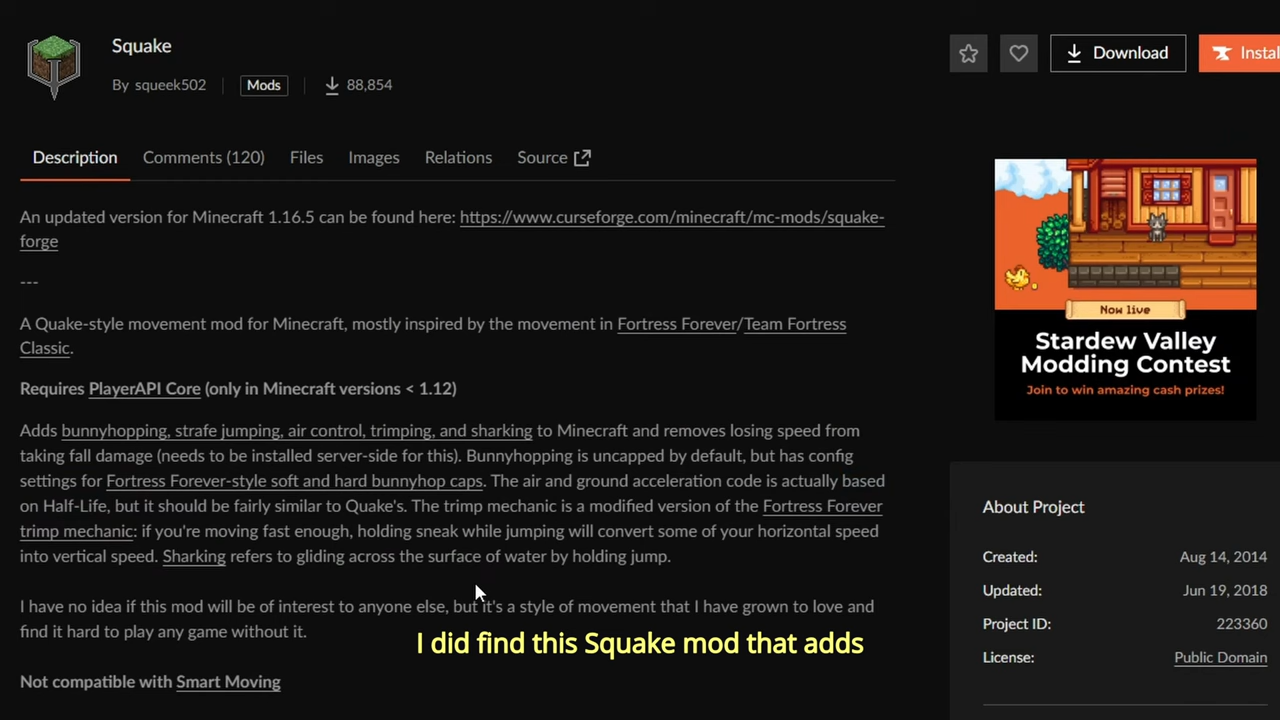 Squake
By squeek502 Mods 88,854
Download
Instal
Description Comments (120) Files Images Relations Source
An updated version for Minecraft 1.16.5 can be found here: https://www.curseforge.com/minecraft/mc-mods/squake-
forge
---
A Quake-style movement mod for Minecraft, mostly inspired by the movement in Fortress Forever/Team Fortress
Classic.
Requires PlayerAPI Core (only in Minecraft versions < 1.12)
Adds bunnyhopping, strafe jumping, air control, trimping, and sharking to Minecraft and removes losing speed from
taking fall damage (needs to be installed server-side for this). Bunnyhopping is uncapped by default, but has config
settings for Fortress Forever-style soft and hard bunnyhop caps. The air and ground acceleration code is actually based
on Half-Life, but it should be fairly similar to Quake's. The trimp mechanic is a modified version of the Fortress Forever
trimp mechanic: if you're moving fast enough, holding sneak while jumping will convert some of your horizontal speed
into vertical speed. Sharking refers to gliding across the surface of water by holding jump.
I have no idea if this mod will be of interest to anyone else, but it's a style of movement that I have grown to love and
find it hard to play any game without it.
I did find this Squake mod that adds
Not compatible with Smart Moving
Now live
Stardew Valley
Modding Contest
Join to win amazing cash prizes!
About Project
Created: Aug 14, 2014
Updated: Jun 19, 2018
Project ID: 223360
License: Public Domain